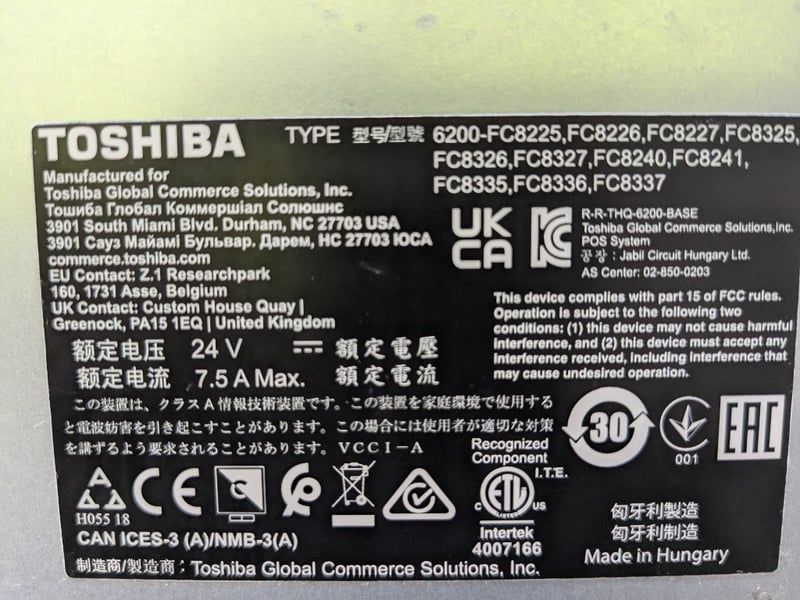 TOSHIBA
TYPE 型号/型號 6200-FC8225,FC8226,FC8227,FC8325,
FC8326,FC8327,FC8240,FC8241,
FC8335,FC8336,FC8337
Manufactured for
Toshiba Global Commerce Solutions, Inc.
Тошиба Глобал Коммершіал Солюшнс
3901 South Miami Blvd. Durham, NC 27703 USA
3901 Сауз Майамі Бульвар. Дарем, НС 27703 ЮСА
commerce.toshiba.com
EU Contact: Z.1 Researchpark
160, 1731 Asse, Belgium
UK Contact: Custom House Quay |
Greenock, PA15 1EQ | United Kingdom
UK
CA
R-R-THQ-6200-BASE
Toshiba Global Commerce Solutions,Inc.
POS System
공장 : Jabil Circuit Hungary Ltd.
AS Center: 02-850-0203
This device complies with part 15 of FCC rules.
Operation is subject to the following two
conditions: (1) this device may not cause harmful
interference, and (2) this device must accept any
interference received, including interference that
may cause undesired operation.
额定电压 24 V 額定電壓
额定电流 7.5 A Max. 額定電流
この装置は、クラスA情報技術装置です。この装置を家庭環境で使用する
と電波妨害を引き起こすことがあります。この場合には使用者が適切な対策
を講ずるよう要求されることがあります。VCCI-A
30
001
EAC
Recognized
Component
I.T.E.
ETL
C
US
LISTED
Intertek
4007166
H055 18
CE
CAN ICES-3 (A)/NMB-3(A)
匈牙利製造
匈牙利制造
Made in Hungary
制造商/製造商：Toshiba Global Commerce Solutions, Inc.